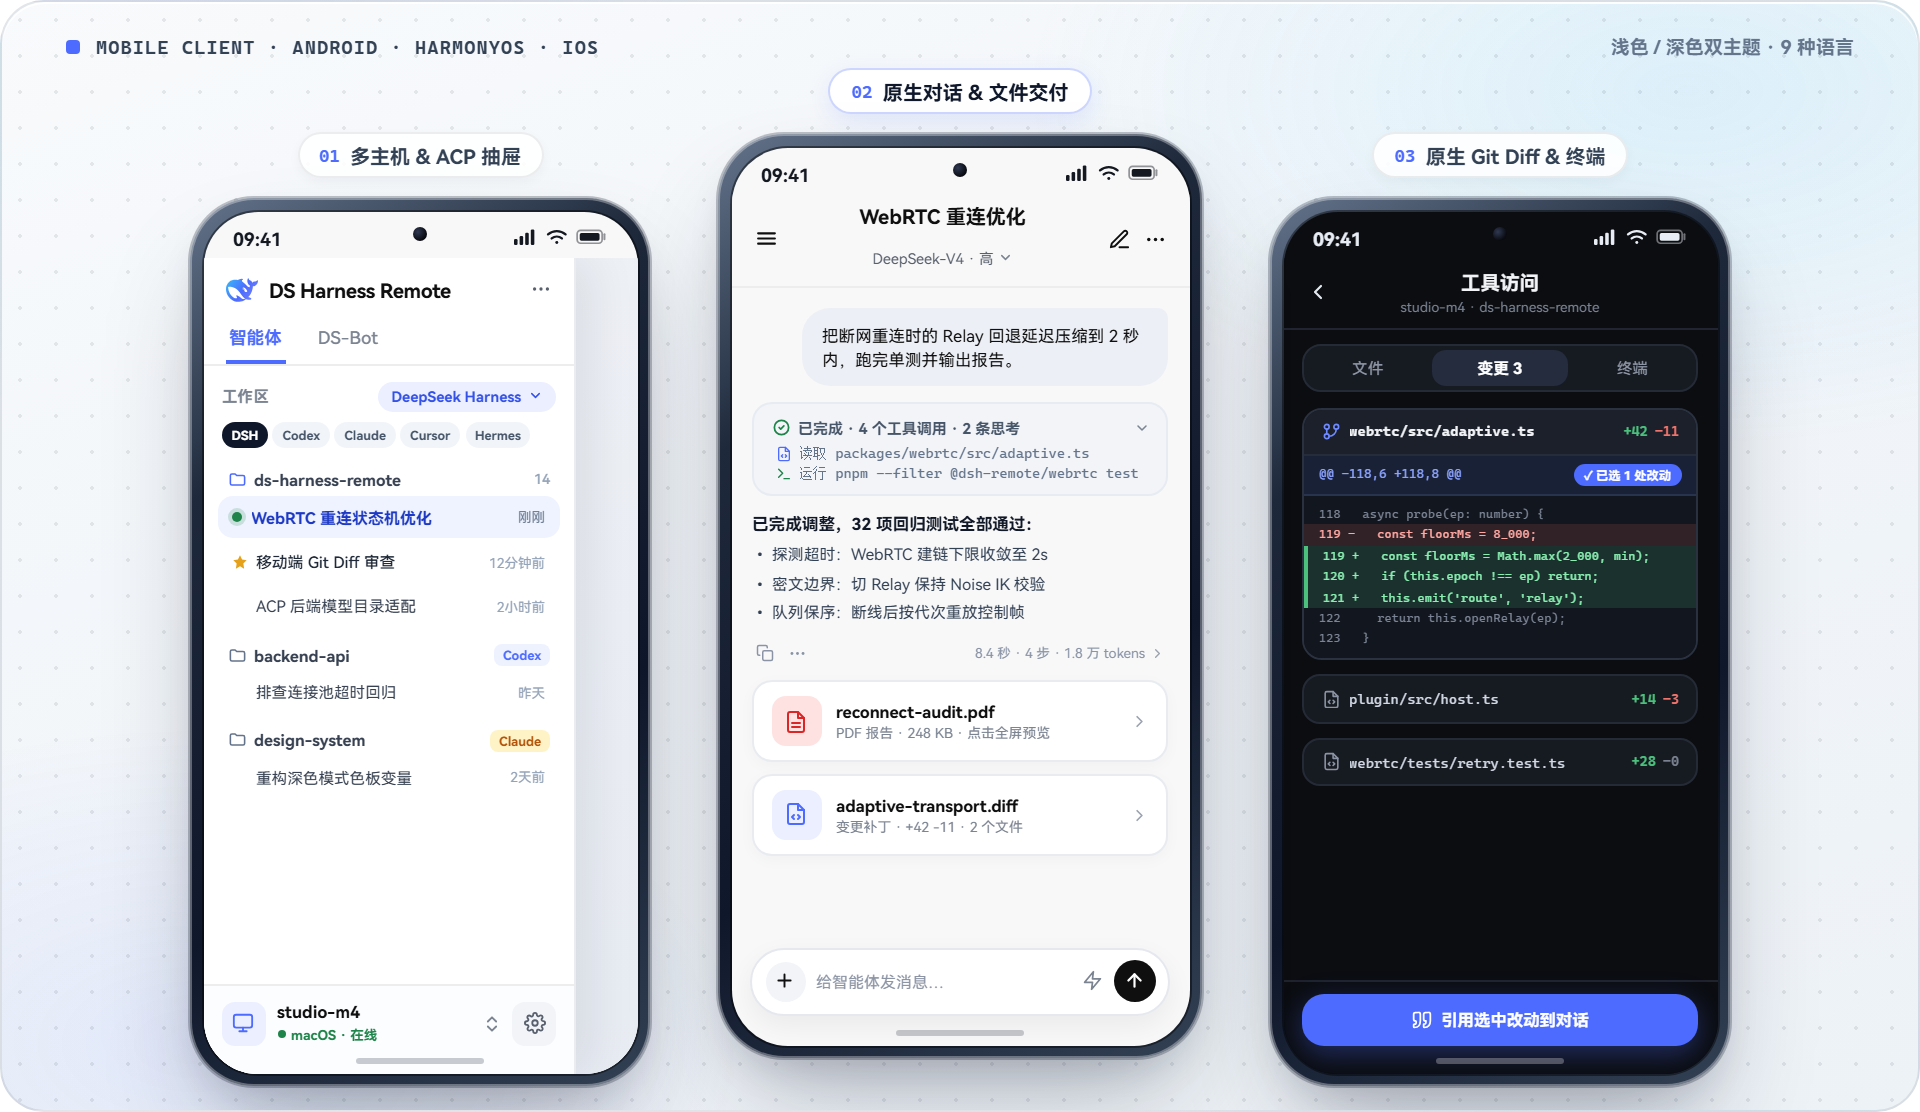 MOBILE CLIENT · ANDROID · HARMONYOS · IOS
浅色 / 深色双主题 · 9 种语言
01 多主机 & ACP 抽屉
09:41
DS Harness Remote
智能体 DS-Bot
工作区 DeepSeek Harness
DSH Codex Claude Cursor Hermes
ds-harness-remote 14
WebRTC 重连状态机优化 刚刚
移动端 Git Diff 审查 12分钟前
ACP 后端模型目录适配 2小时前
backend-api Codex
排查连接池超时回归 昨天
design-system Claude
重构深色模式色板变量 2天前
studio-m4
macOS · 在线
02 原生对话 & 文件交付
09:41
WebRTC 重连优化
DeepSeek-V4 · 高
把断网重连时的 Relay 回退延迟压缩到 2 秒
内，跑完单测并输出报告。
已完成 · 4 个工具调用 · 2 条思考
读取 packages/webrtc/src/adaptive.ts
运行 pnpm --filter @dsh-remote/webrtc test
已完成调整，32 项回归测试全部通过：
• 探测超时：WebRTC 建链下限收敛至 2s
• 密文边界：切 Relay 保持 Noise IK 校验
• 队列保序：断线后按代次重放控制帧
8.4 秒 · 4 步 · 1.8 万 tokens
reconnect-audit.pdf
PDF 报告 · 248 KB · 点击全屏预览
adaptive-transport.diff
变更补丁 · +42 -11 · 2 个文件
给智能体发消息…
03 原生 Git Diff & 终端
09:41
工具访问
studio-m4 · ds-harness-remote
文件 变更 3 终端
webrtc/src/adaptive.ts +42 −11
@@ −118,6 +118,8 @@ ✓ 已选 1 处改动
118 async probe(ep: number) {
119 − const floorMs = 8_000;
119 + const floorMs = Math.max(2_000, min);
120 + if (this.epoch !== ep) return;
121 + this.emit('route', 'relay');
122 return this.openRelay(ep);
123 }
plugin/src/host.ts +14 −3
webrtc/tests/retry.test.ts +28 −0
引用选中改动到对话